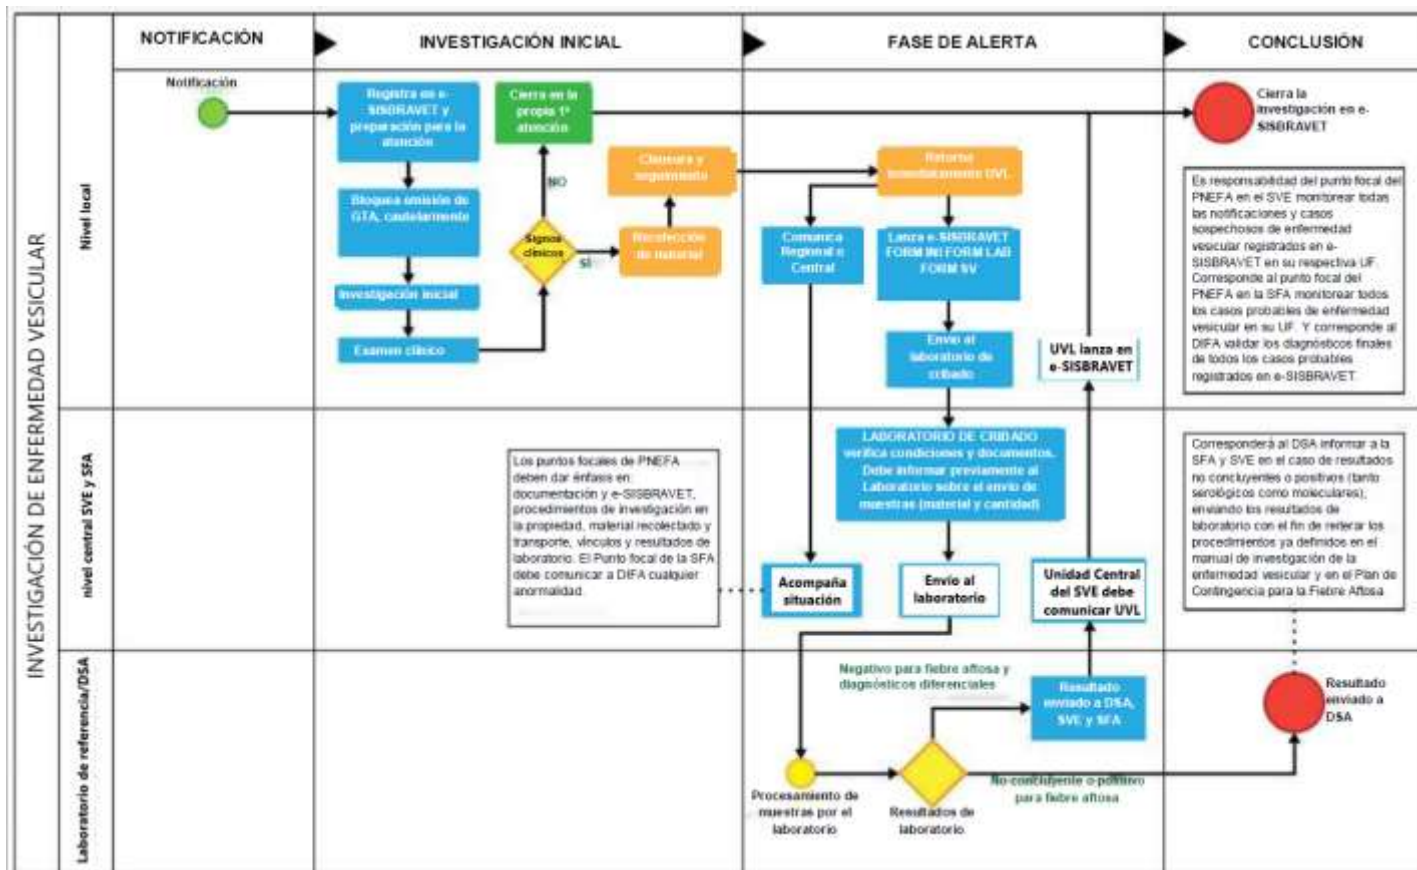 NOTIFICACIÓN
INVESTIGACIÓN INICIAL
FASE DE ALERTA
CONCLUSIÓN
INVESTIGACIÓN DE ENFERMEDAD VESICULAR
Nivel local
Notificación
Registra en e-
SISBRAVET y
preparación para la
atención
Bloquea emisión de
GTA, cautelarmente
Investigación inicial
Examen clínico
Cierra en la
propia 1ª
atención
NO
Signos
clínicos
SÍ
Clausura y
seguimiento
Recolección
de material
Retorno
inmediatamente UVL
Comunica
Regional o
Central
Lanza e-SISBRAVET
FORM INI FORM LAB
FORM SV
Envío al
laboratorio de
cribado
UVL lanza en
e-SISBRAVET
Cierra la
investigación en e-
SISBRAVET
Es responsabilidad del punto focal del
PNEFA en el SVE monitorear todas
las notificaciones y casos
sospechosos de enfermedad
vesicular registrados en e-
SISBRAVET en su respectiva UF.
Corresponde al punto focal del
PNEFA en la SFA monitorear todos
los casos probables de enfermedad
vesicular en su UF. Y corresponde al
DIFA validar los diagnósticos finales
de todos los casos probables
registrados en e-SISBRAVET
nivel central SVE y SFA
Los puntos focales de PNEFA
deben dar énfasis en:
documentación y e-SISBRAVET,
procedimientos de investigación en
la propiedad, material recolectado y
transporte, vínculos y resultados de
laboratorio. El Punto focal de la SFA
debe comunicar a DIFA cualquier
anormalidad.
LABORATORIO DE CRIBADO
verifica condiciones y documentos.
Debe informar previamente al
Laboratorio sobre el envío de
muestras (material y cantidad)
Acompaña
situación
Envío al
laboratorio
Unidad Central
del SVE debe
comunicar UVL
Corresponderá al DSA informar a la
SFA y SVE en el caso de resultados
no concluyentes o positivos (tanto
serológicos como moleculares),
enviando los resultados de
laboratorio con el fin de reiterar los
procedimientos ya definidos en el
manual de investigación de la
enfermedad vesicular y en el Plan de
Contingencia para la Fiebre Aftosa
Laboratorio de referencia/DSA
Negativo para fiebre aftosa y
diagnósticos diferenciales
Resultado
enviado a DSA,
SVE y SFA
Resultado
enviado a
DSA
Procesamiento de
muestras por el
laboratorio
Resultados de
laboratorio
No concluyente o positivo
para fiebre aftosa